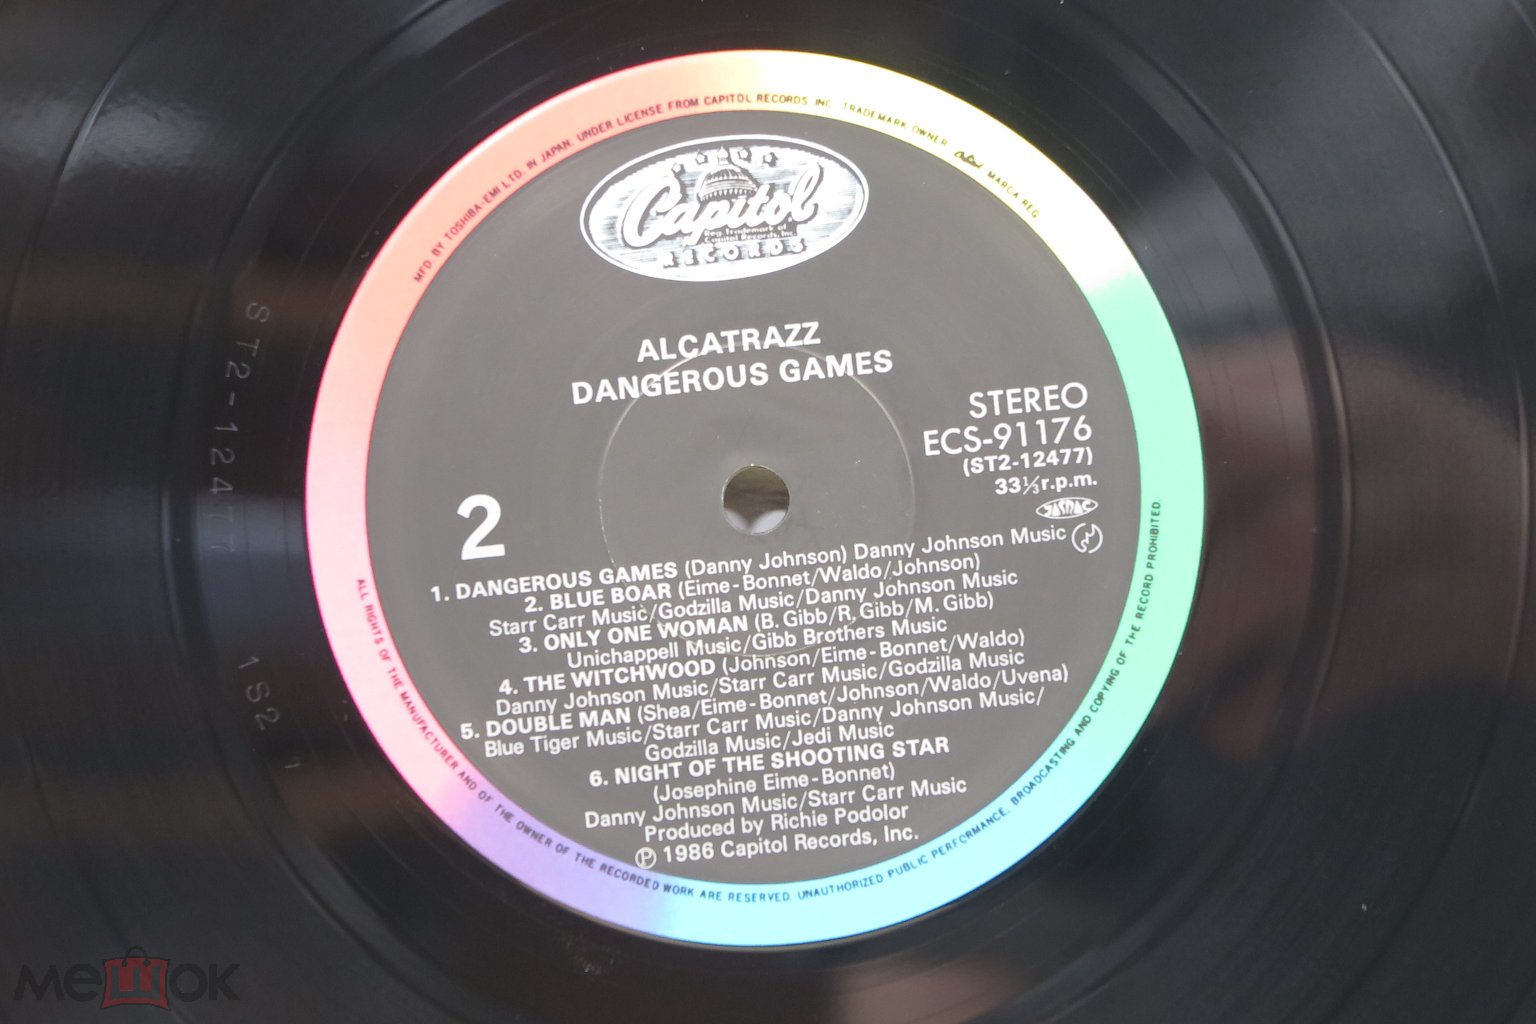 MFD. BY TOSHIBA-EMI LTD. IN JAPAN. UNDER LICENSE FROM CAPITOL RECORDS, INC. TRADEMARK OWNER. Capitol MARCA REG.
Capitol
Reg. Trademark of
Capitol Records, Inc.
RECORDS
ALCATRAZZ
DANGEROUS GAMES
STEREO
ECS-91176
(ST2-12477)
33⅓r.p.m.
JASRAC
2
1. DANGEROUS GAMES (Danny Johnson) Danny Johnson Music
2. BLUE BOAR (Eime-Bonnet/Waldo/Johnson)
Starr Carr Music/Godzilla Music/Danny Johnson Music
3. ONLY ONE WOMAN (B. Gibb/R. Gibb/M. Gibb)
Unichappell Music/Gibb Brothers Music
4. THE WITCHWOOD (Johnson/Eime-Bonnet/Waldo)
Danny Johnson Music/Starr Carr Music/Godzilla Music
5. DOUBLE MAN (Shea/Eime-Bonnet/Johnson/Waldo/Uvena)
Blue Tiger Music/Starr Carr Music/Danny Johnson Music/
Godzilla Music/Jedi Music
6. NIGHT OF THE SHOOTING STAR
(Josephine Eime-Bonnet)
Danny Johnson Music/Starr Carr Music
Produced by Richie Podolor
Ⓟ 1986 Capitol Records, Inc.
ALL RIGHTS OF THE MANUFACTURER AND OF THE OWNER OF THE RECORDED WORK ARE RESERVED. UNAUTHORIZED PUBLIC PERFORMANCE, BROADCASTING AND COPYING OF THE RECORD PROHIBITED.
ST2-12477 1S2 1
мешок